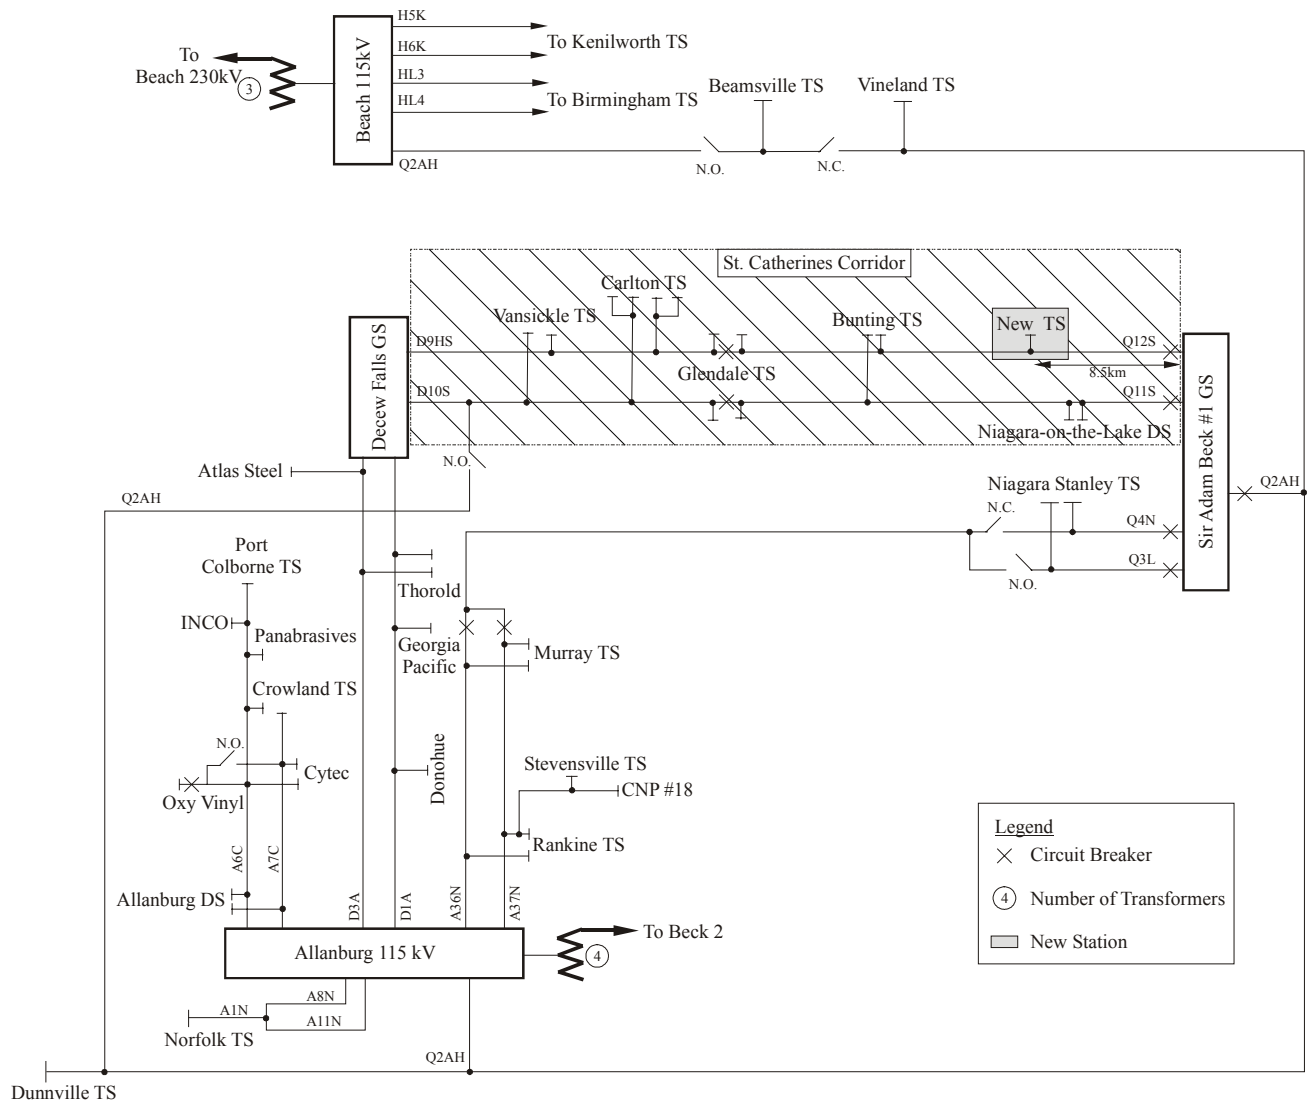 H5K
To
Beach 230kV
3
Beach 115kV
H6K
To Kenilworth TS
HL3
HL4
To Birmingham TS
Q2AH
Beamsville TS
Vineland TS
N.O.
N.C.
St. Catherines Corridor
Carlton TS
Vansickle TS
Bunting TS
New TS
Decew Falls GS
D9HS
Q12S
Glendale TS
8.5km
D10S
Q11S
Niagara-on-the-Lake DS
Sir Adam Beck #1 GS
Q2AH
N.O.
Atlas Steel
Q2AH
Niagara Stanley TS
N.C.
Q4N
Q3L
N.O.
Port
Colborne TS
Thorold
INCO
Panabrasives
Georgia
Pacific
Murray TS
Crowland TS
N.O.
Cytec
Oxy Vinyl
Donohue
Stevensville TS
CNP #18
Rankine TS
A6C
A7C
Allanburg DS
D3A
D1A
A36N
A37N
Allanburg 115 kV
To Beck 2
4
Legend
Circuit Breaker
4
Number of Transformers
New Station
A8N
A1N
A11N
Norfolk TS
Q2AH
Dunnville TS